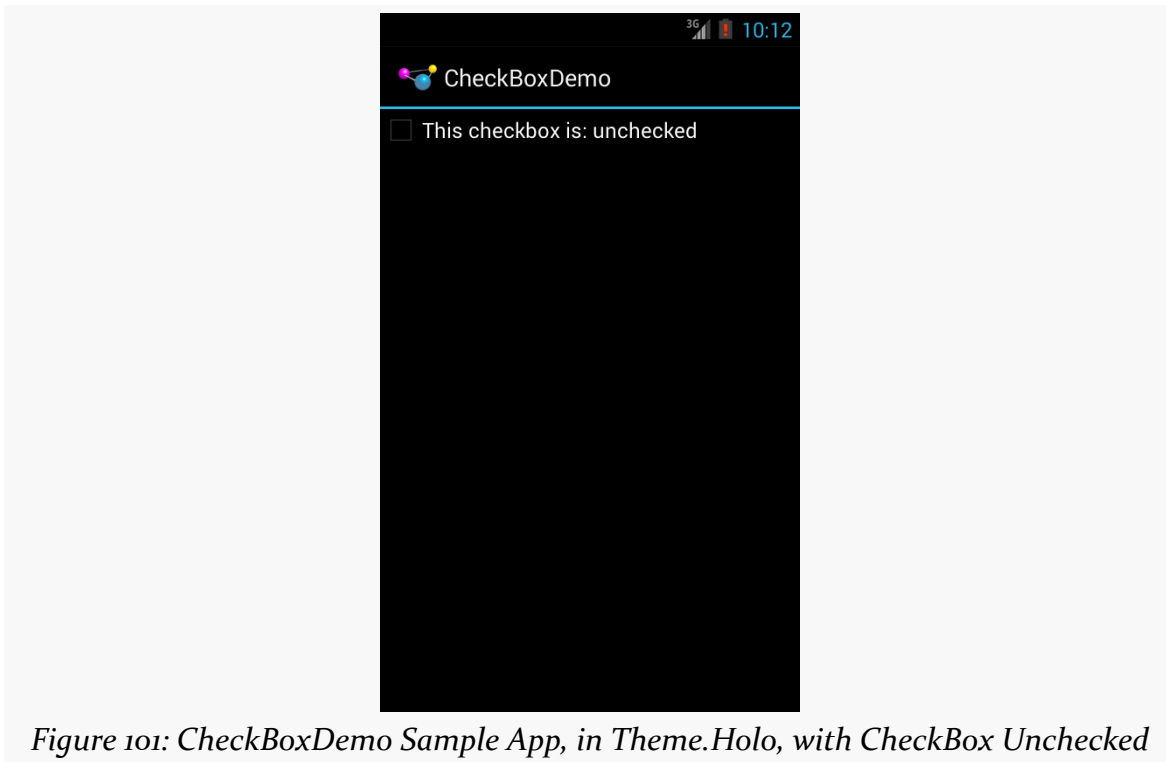 3G 10:12
CheckBoxDemo
This checkbox is: unchecked
Figure 101: CheckBoxDemo Sample App, in Theme.Holo, with CheckBox Unchecked